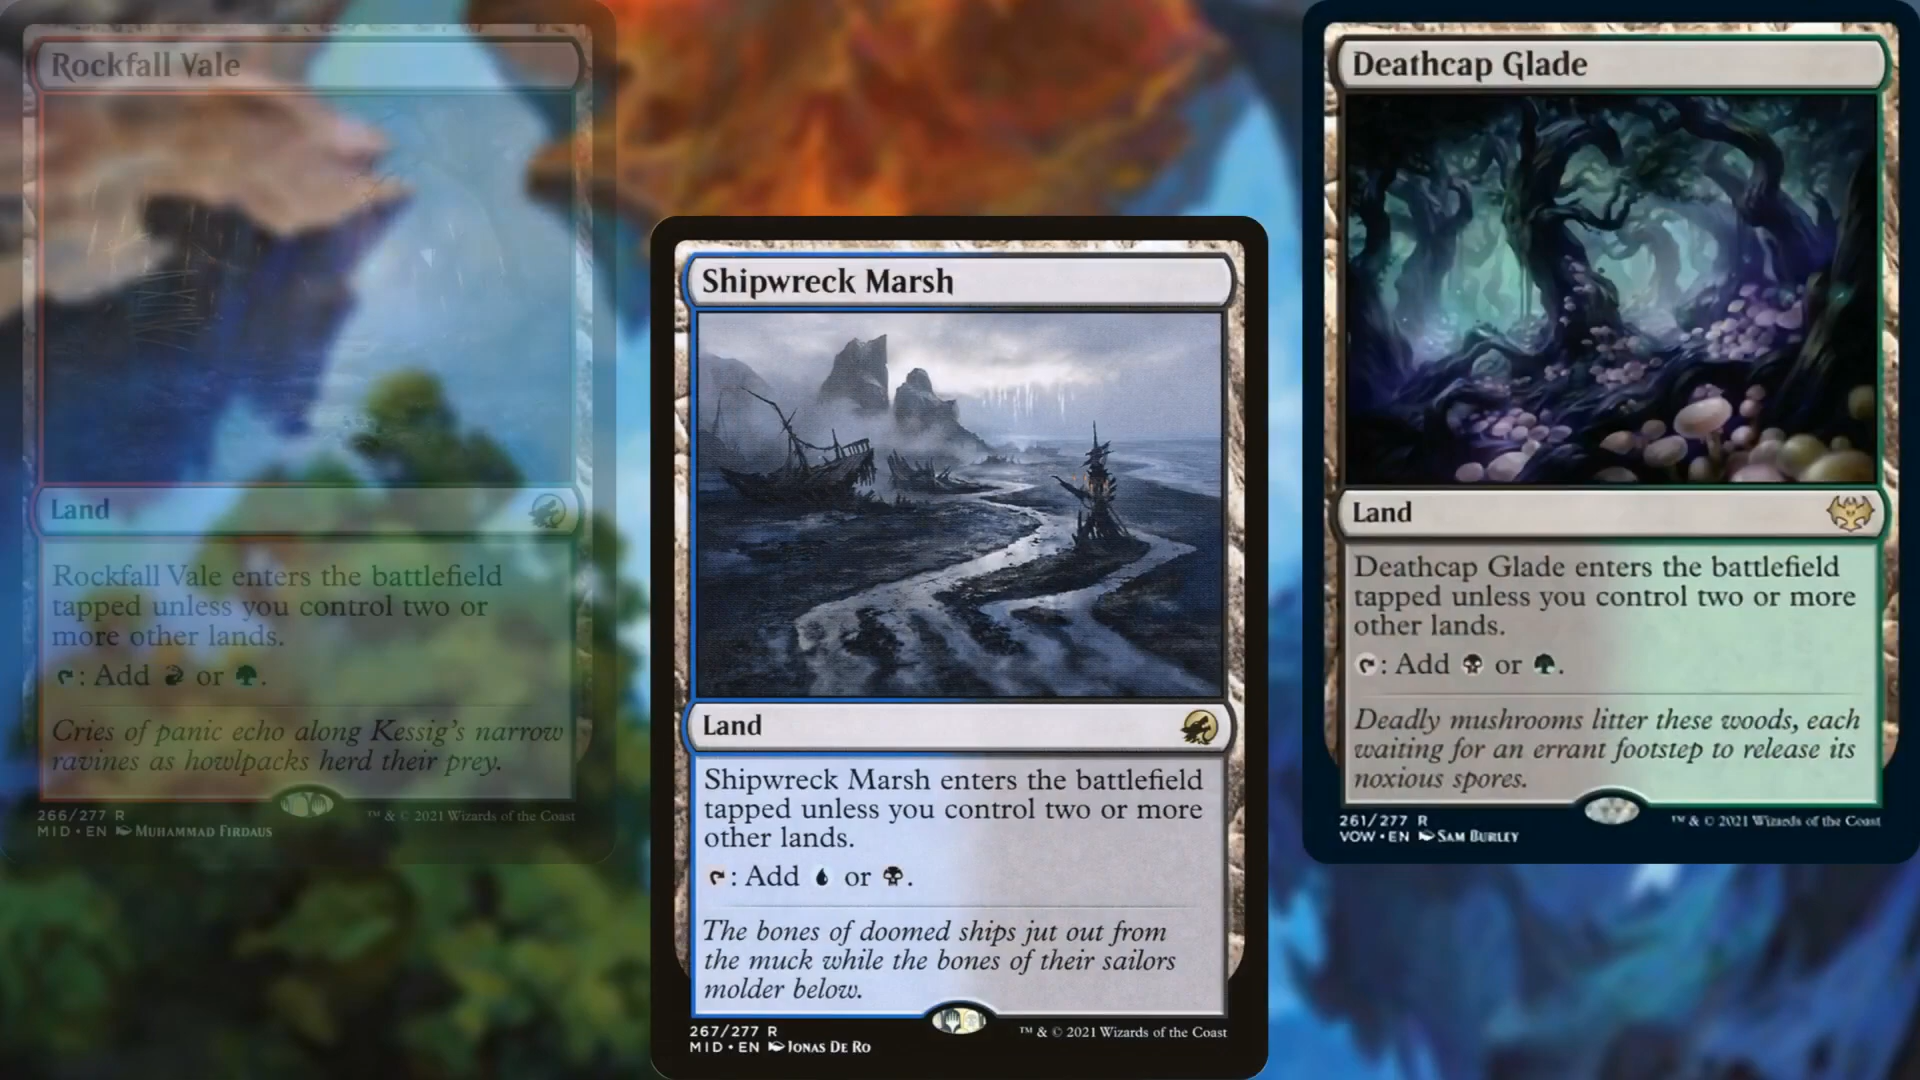 Rockfall Vale
Land
Rockfall Vale enters the battlefield
tapped unless you control two or
more other lands.
: Add or .
Cries of panic echo along Kessig's narrow
ravines as howlpacks herd their prey.
266/277 R
MID • EN MUHAMMAD FIRDAUS
™ & © 2021 Wizards of the Coast
Shipwreck Marsh
Land
Shipwreck Marsh enters the battlefield
tapped unless you control two or more
other lands.
: Add or .
The bones of doomed ships jut out from
the muck while the bones of their sailors
molder below.
267/277 R
MID • EN JONAS DE RO
™ & © 2021 Wizards of the Coast
Deathcap Glade
Land
Deathcap Glade enters the battlefield
tapped unless you control two or more
other lands.
: Add or .
Deadly mushrooms litter these woods, each
waiting for an errant footstep to release its
noxious spores.
261/277 R
VOW • EN SAM BURLEY
™ & © 2021 Wizards of the Coast